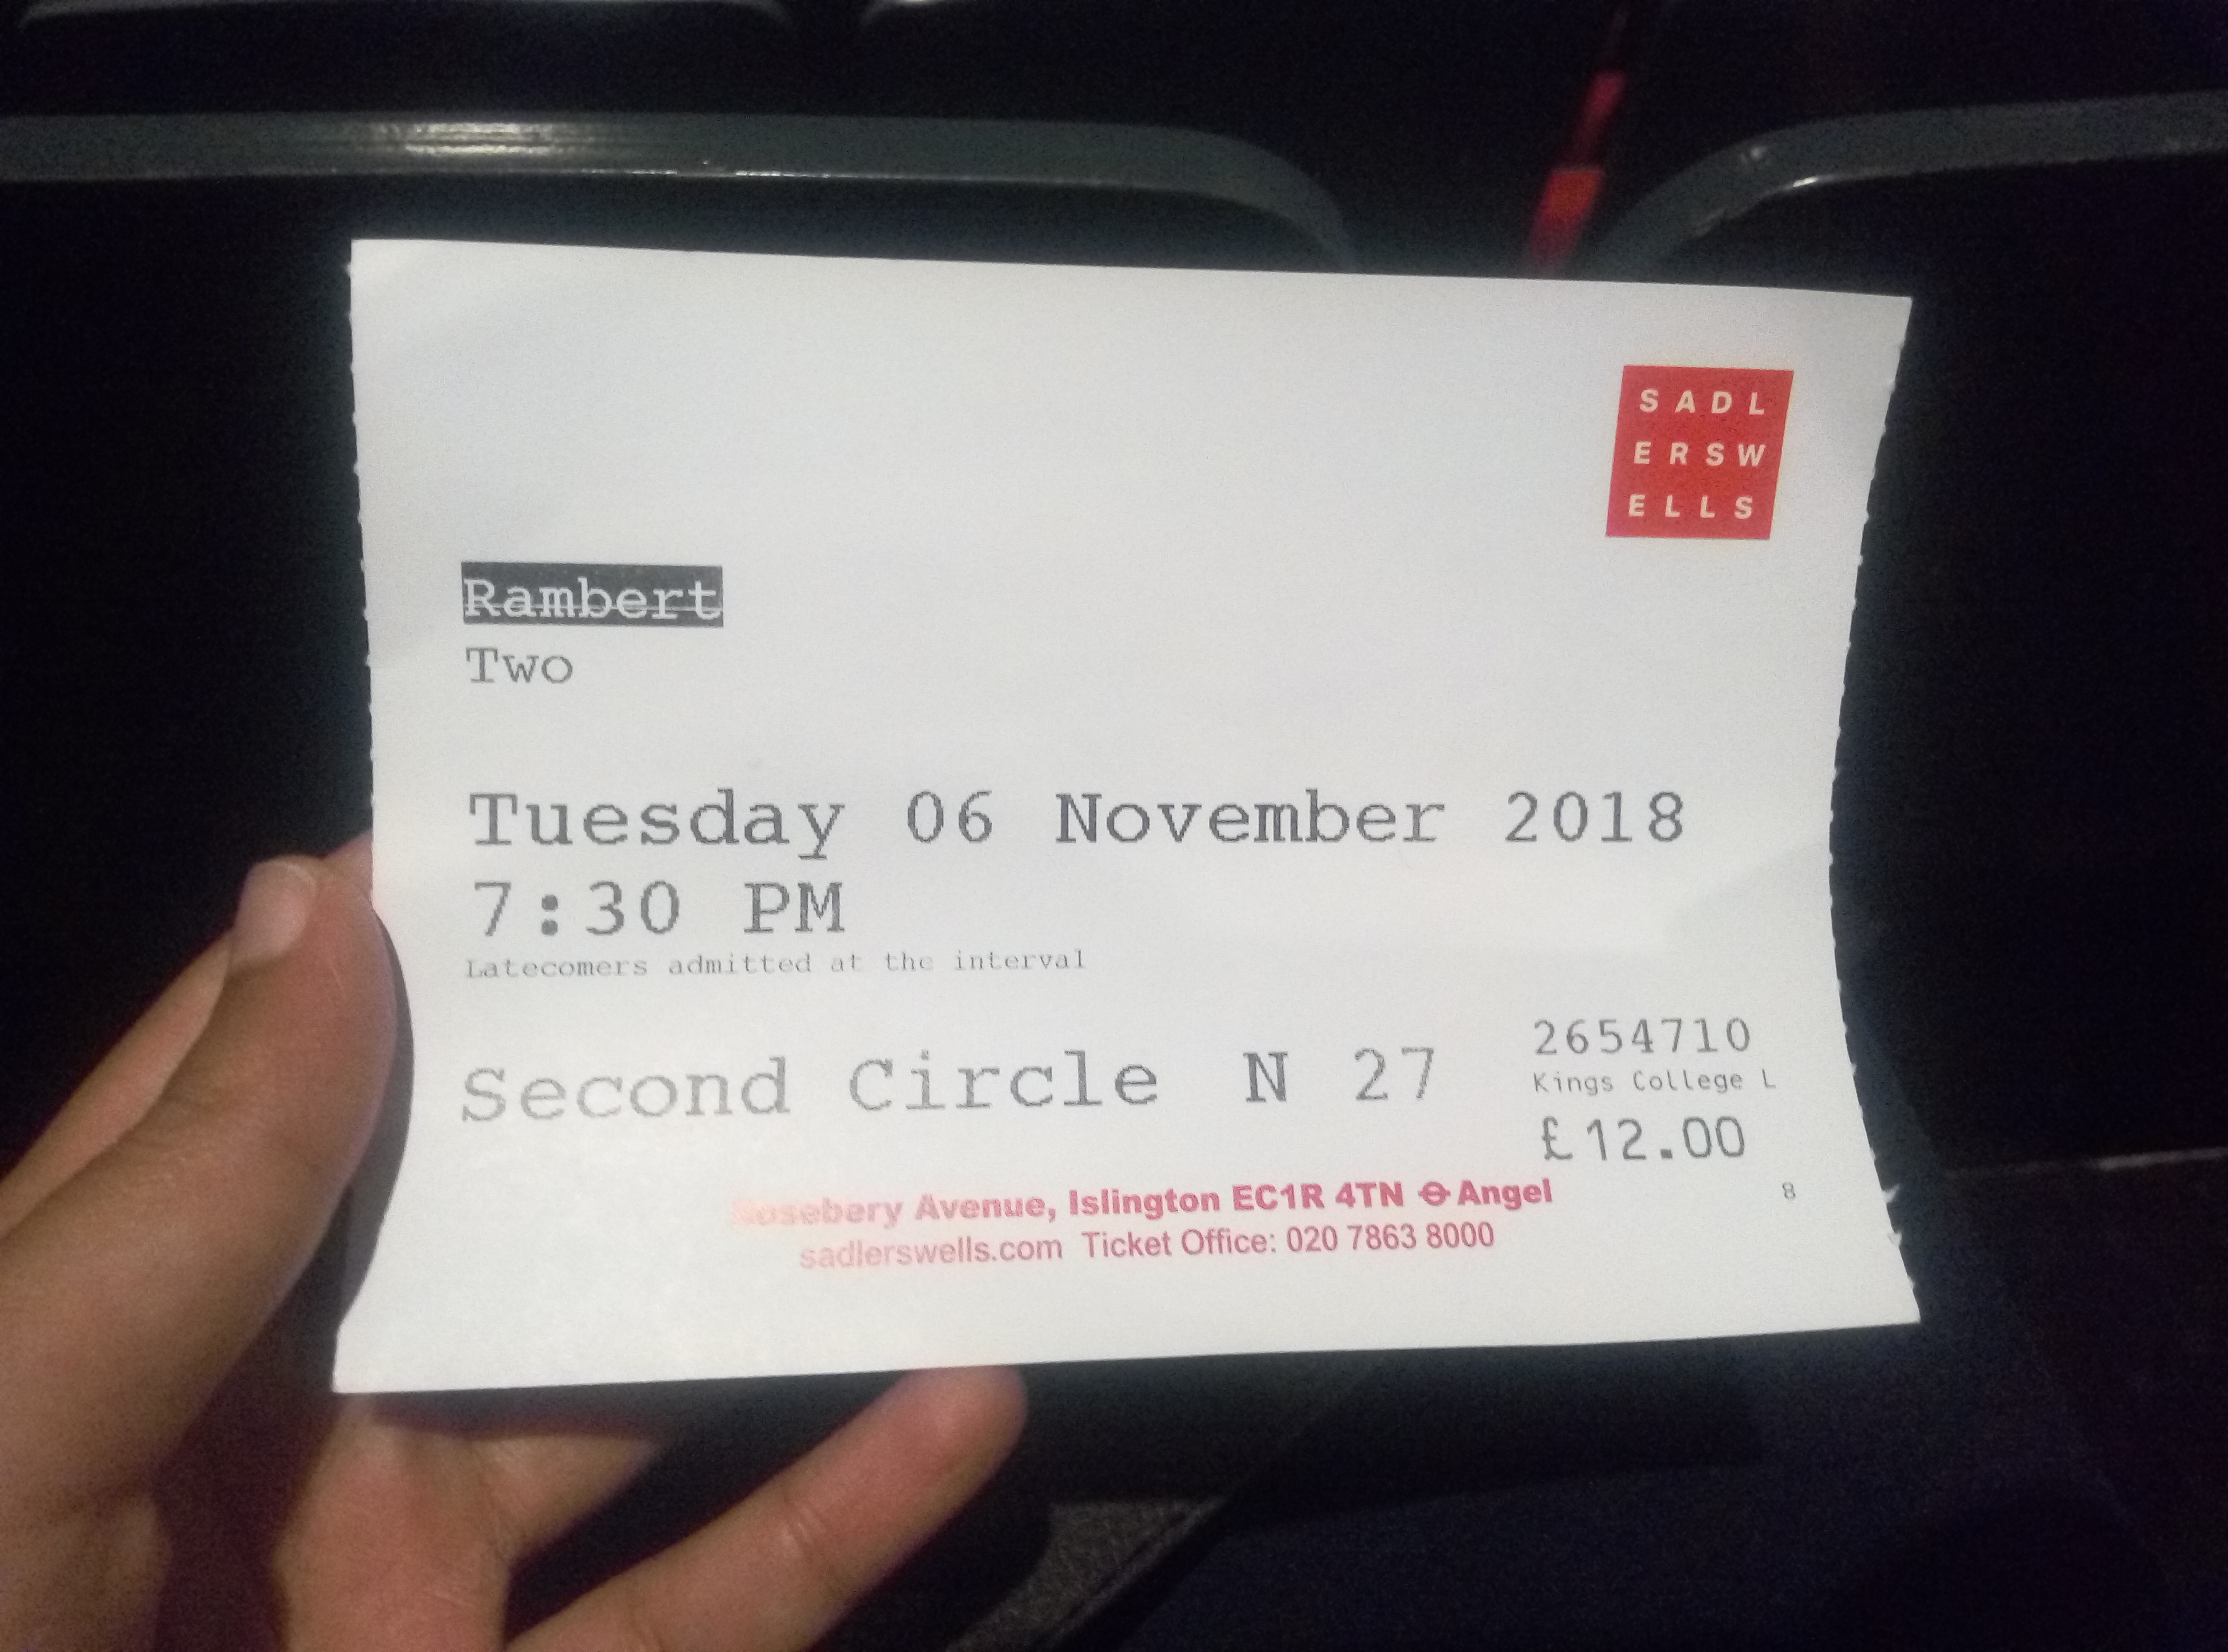 SADL
ERSW
ELLS
Rambert
Two
Tuesday 06 November 2018
7:30 PM
Latecomers admitted at the interval
Second Circle N 27
2654710
Kings College L
£12.00
8
Rosebery Avenue, Islington EC1R 4TN Angel
sadlerswells.com Ticket Office: 020 7863 8000